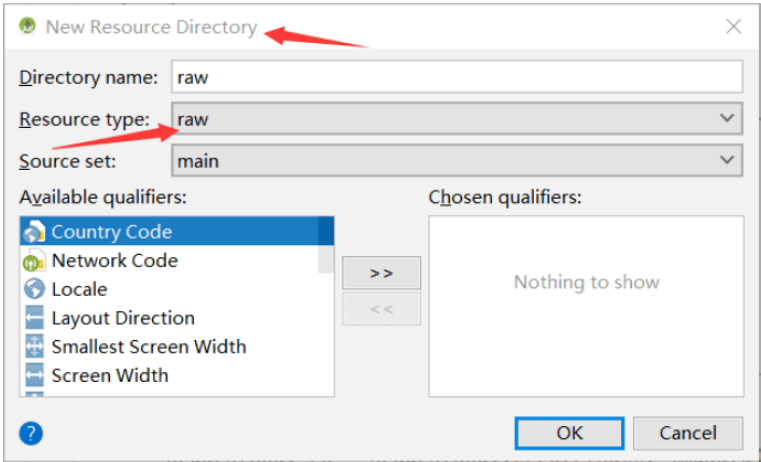 New Resource Directory
Directory name: raw
Resource type: raw
Source set: main
Available qualifiers: Chosen qualifiers:
Country Code
Network Code
Locale
Layout Direction
Smallest Screen Width
Screen Width
>>
<<
Nothing to show
?
OK Cancel